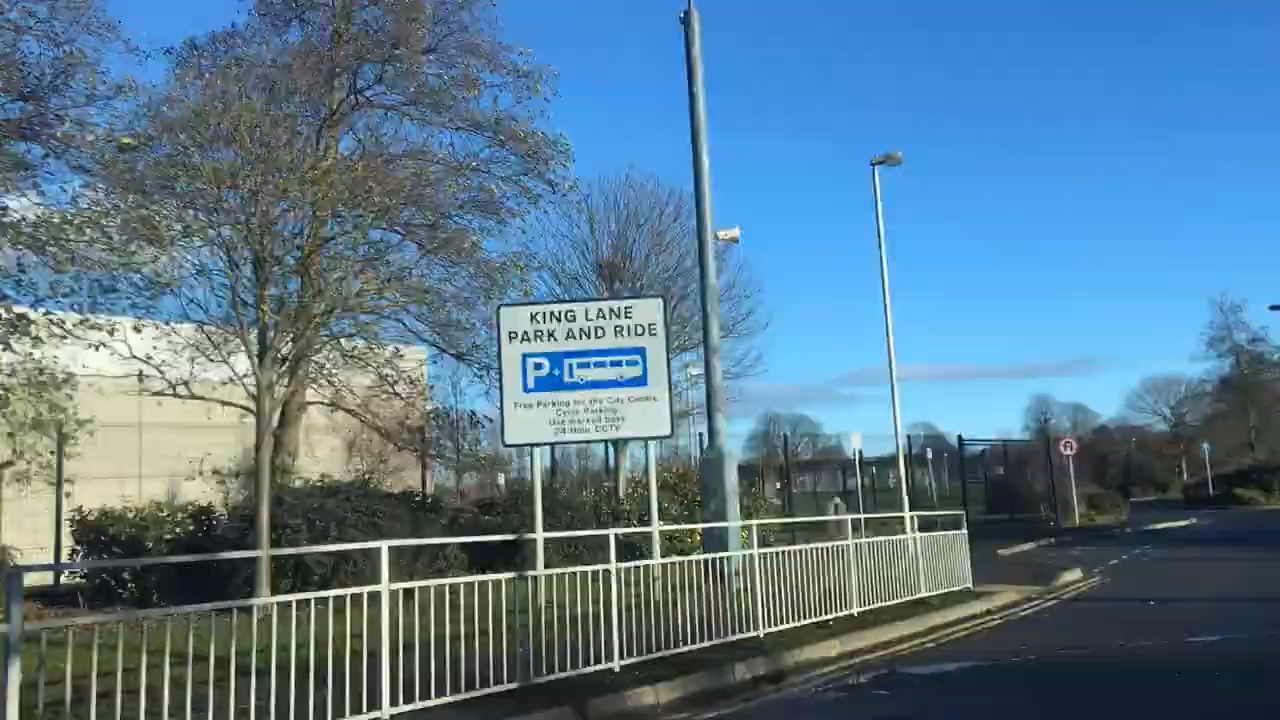 KING LANE
PARK AND RIDE
P+
Free Parking for the City Centre
Cycle Parking
Use marked bays
24 Hour CCTV